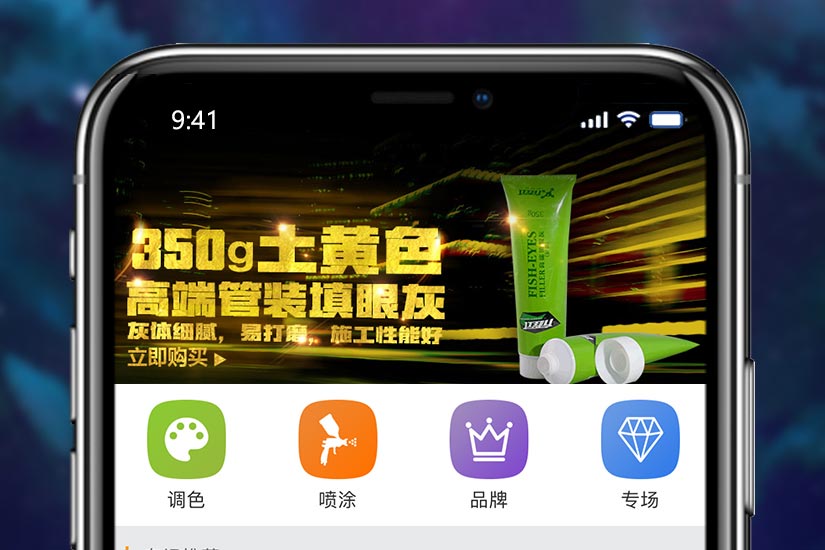 9:41
350g土黄色
高端管装填眼灰
灰体细腻，易打磨，施工性能好
立即购买
FISH-EYES
FILLER
调色
喷涂
品牌
专场